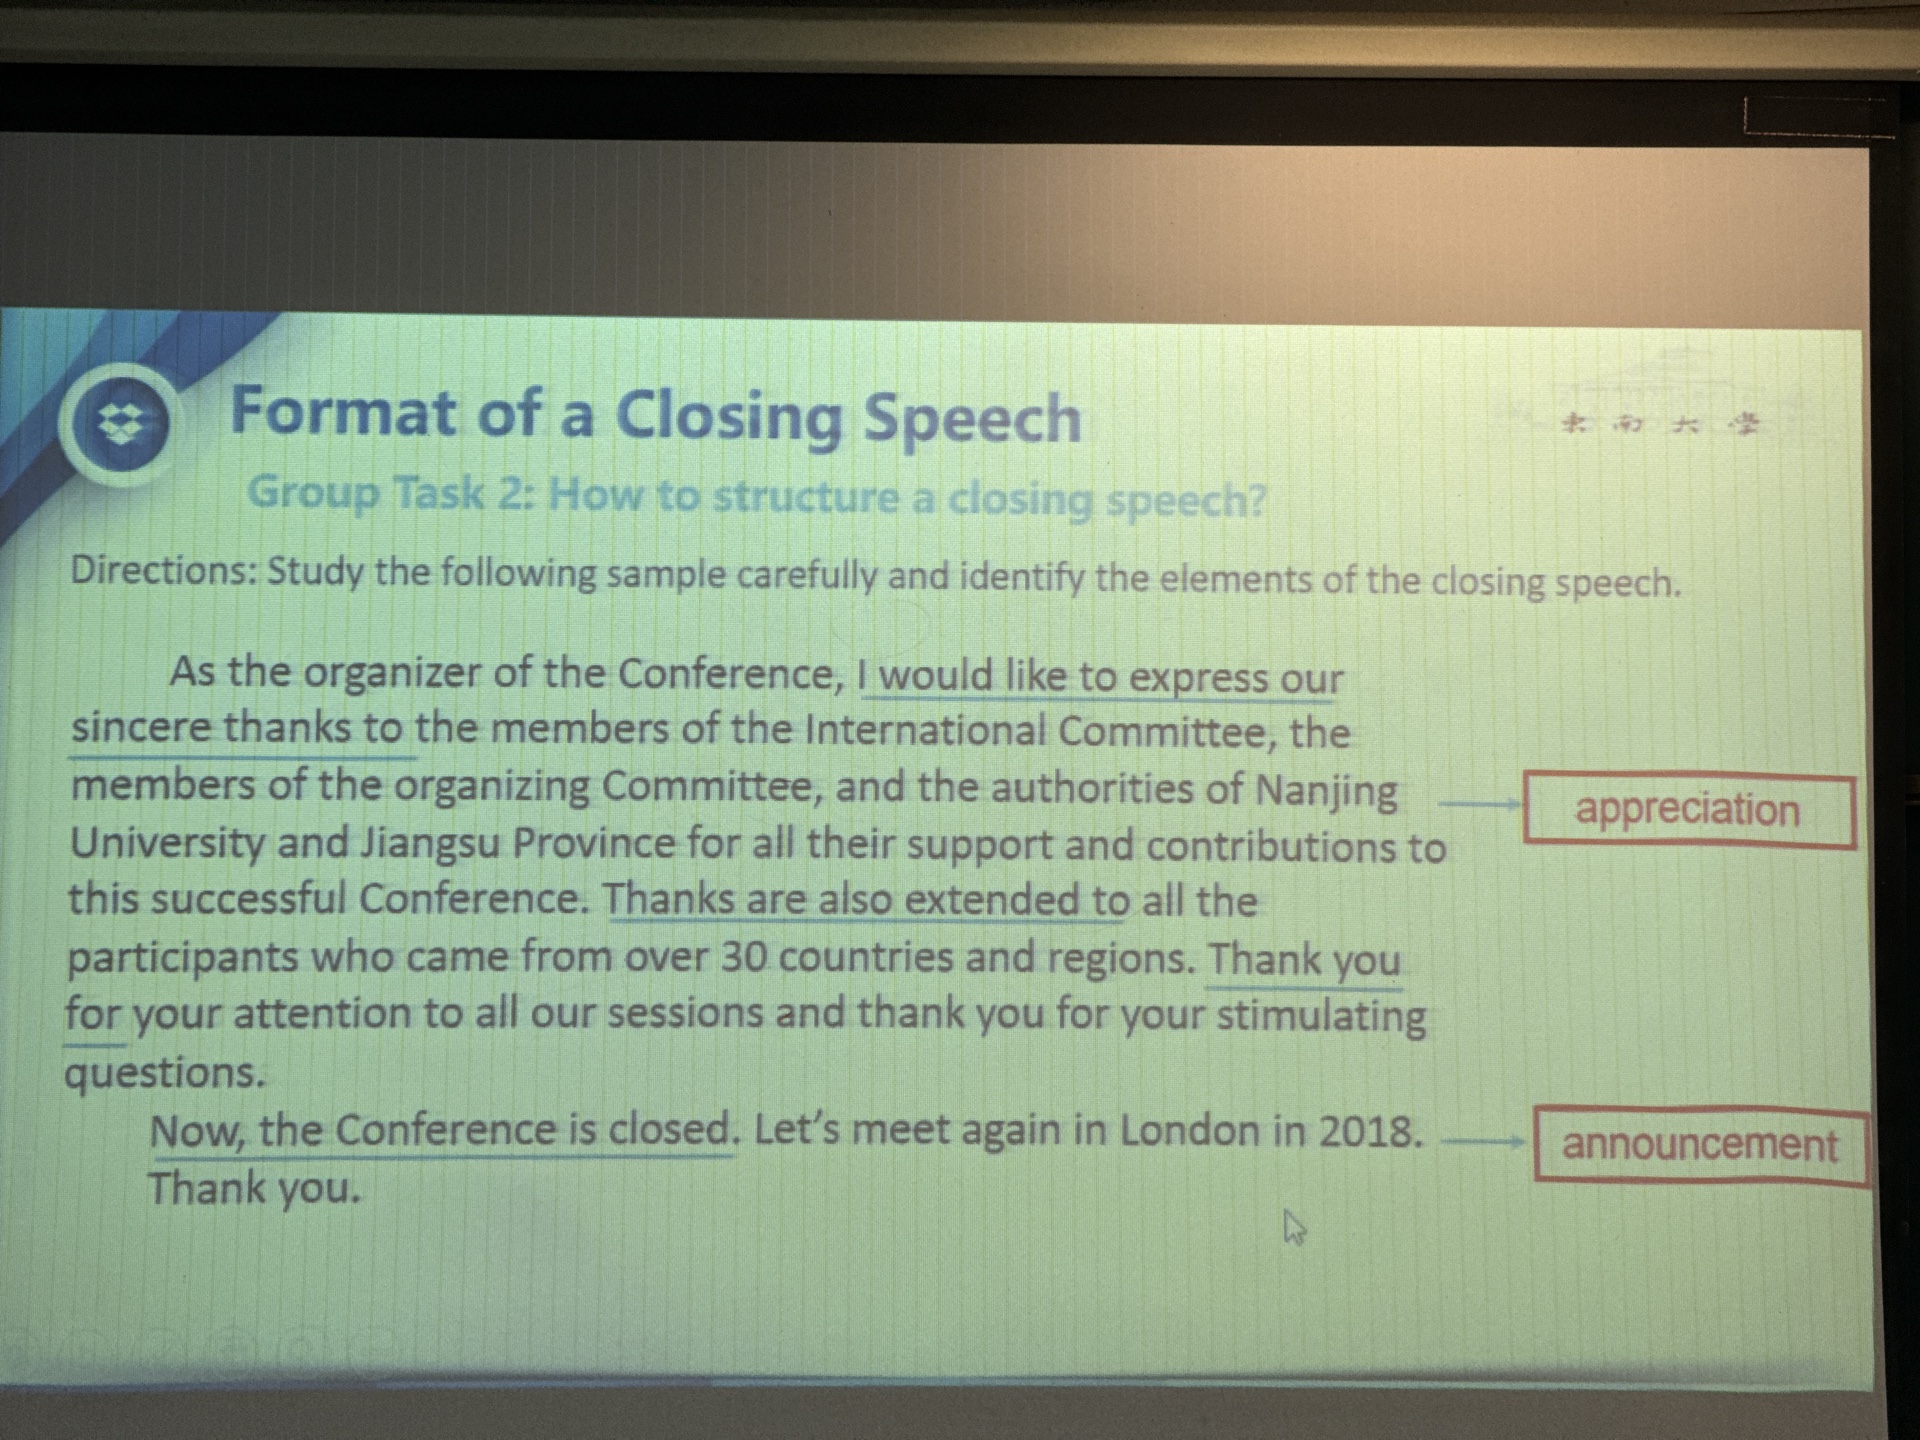 Format of a Closing Speech
东南大学
Group Task 2: How to structure a closing speech?
Directions: Study the following sample carefully and identify the elements of the closing speech.
As the organizer of the Conference, I would like to express our
sincere thanks to the members of the International Committee, the
members of the organizing Committee, and the authorities of Nanjing
University and Jiangsu Province for all their support and contributions to
this successful Conference. Thanks are also extended to all the
participants who came from over 30 countries and regions. Thank you
for your attention to all our sessions and thank you for your stimulating
questions.
appreciation
Now, the Conference is closed. Let's meet again in London in 2018.
Thank you.
announcement